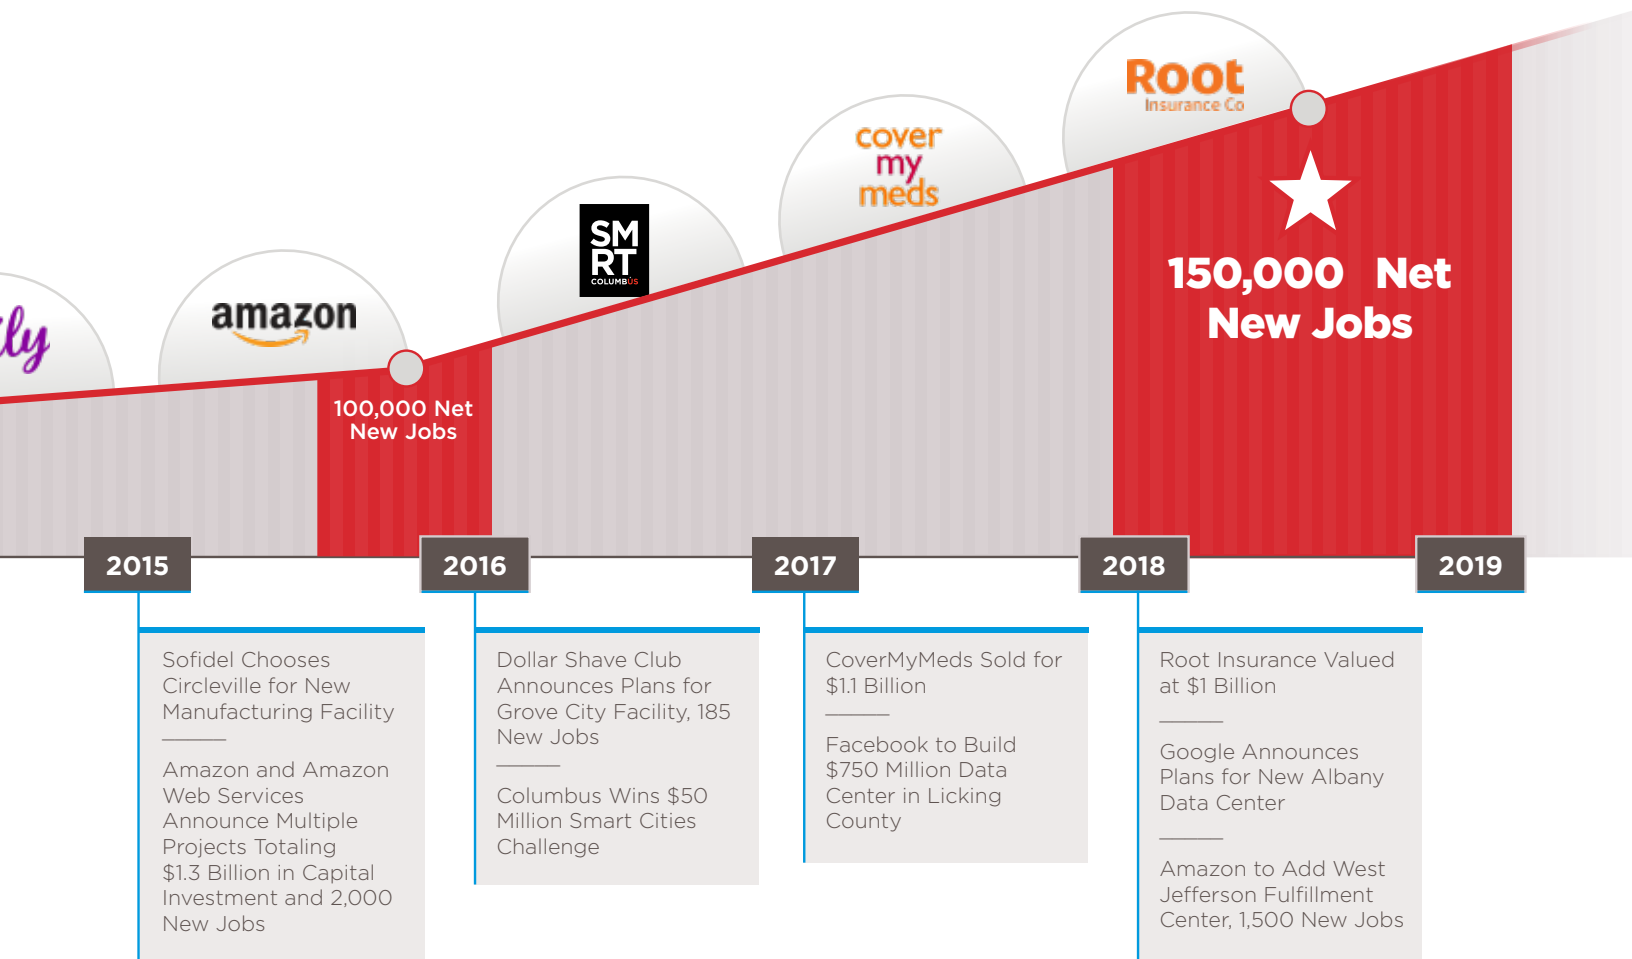 Root
Insurance Co
cover
my
meds
SM
RT
COLUMBUS
amazon
150,000 Net
New Jobs
100,000 Net
New Jobs
2015
2016
2017
2018
2019
Sofidel Chooses
Circleville for New
Manufacturing Facility
Amazon and Amazon
Web Services
Announce Multiple
Projects Totaling
$1.3 Billion in Capital
Investment and 2,000
New Jobs
Dollar Shave Club
Announces Plans for
Grove City Facility, 185
New Jobs
Columbus Wins $50
Million Smart Cities
Challenge
CoverMyMeds Sold for
$1.1 Billion
Facebook to Build
$750 Million Data
Center in Licking
County
Root Insurance Valued
at $1 Billion
Google Announces
Plans for New Albany
Data Center
Amazon to Add West
Jefferson Fulfillment
Center, 1,500 New Jobs